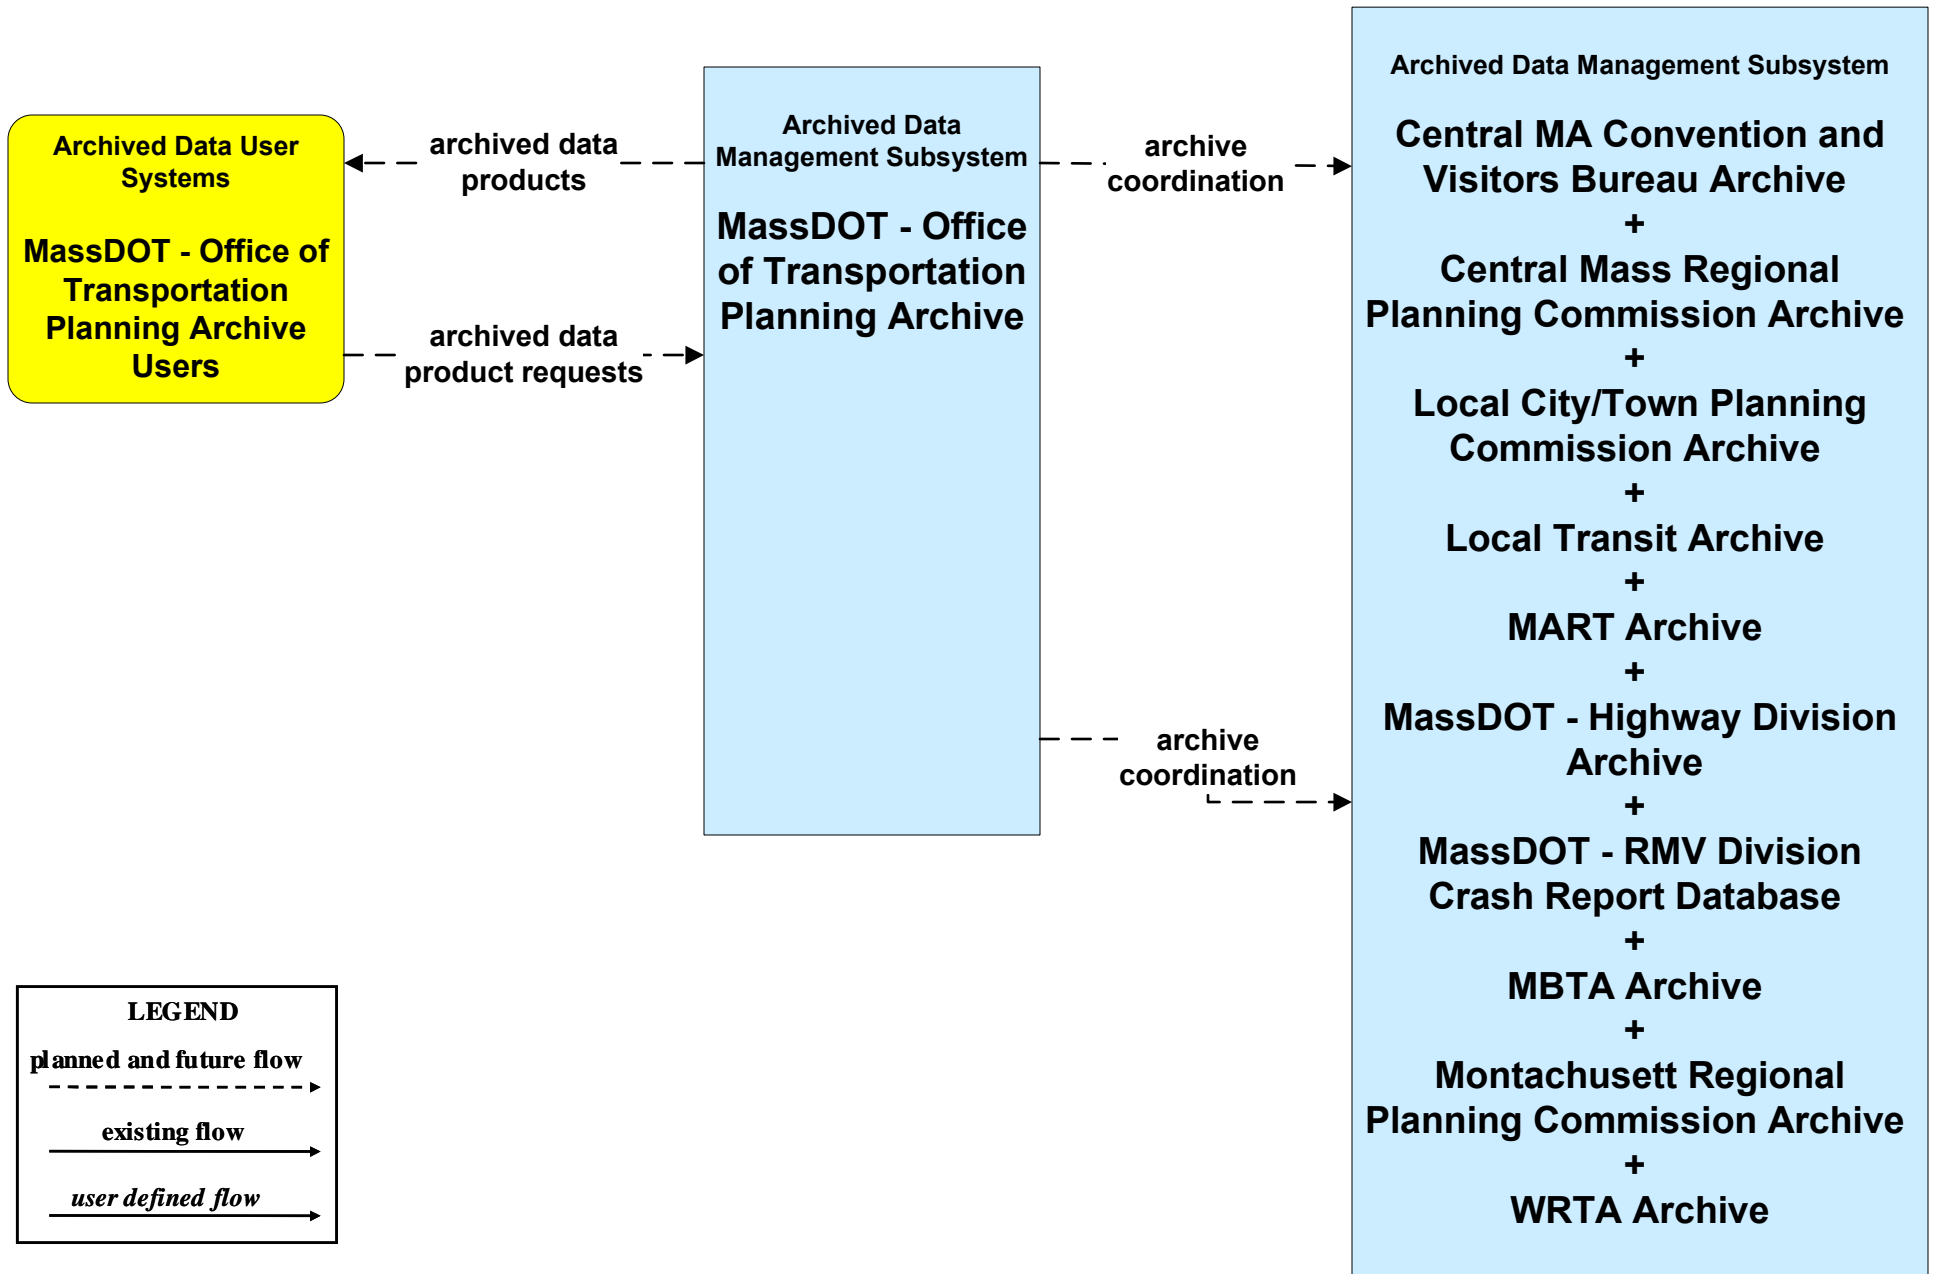 Archived Data User
Systems
MassDOT - Office of
Transportation
Planning Archive
Users
archived data
products
archived data
product requests
Archived Data
Management Subsystem
MassDOT - Office
of Transportation
Planning Archive
archive
coordination
archive
coordination
Archived Data Management Subsystem
Central MA Convention and
Visitors Bureau Archive
+
Central Mass Regional
Planning Commission Archive
+
Local City/Town Planning
Commission Archive
+
Local Transit Archive
+
MART Archive
+
MassDOT - Highway Division
Archive
+
MassDOT - RMV Division
Crash Report Database
+
MBTA Archive
+
Montachusett Regional
Planning Commission Archive
+
WRTA Archive
LEGEND
planned and future flow
existing flow
user defined flow